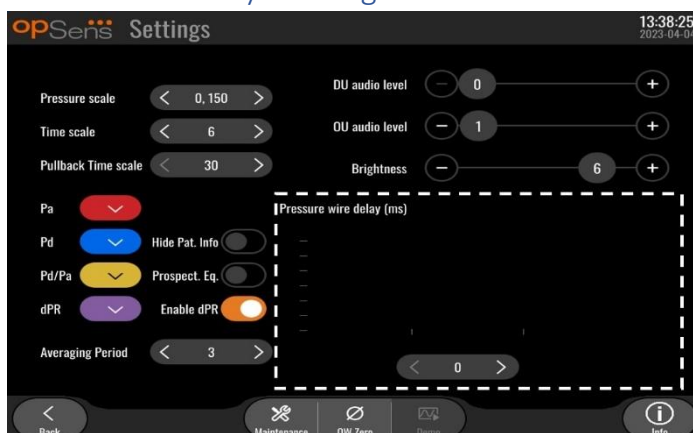 opSens Settings
13:38:25
2023-04-04
Pressure scale < 0, 150 >
Time scale < 6 >
Pullback Time scale < 30 >
DU audio level − 0 +
OU audio level − 1 +
Brightness − 6 +
Pa
Pd
Pd/Pa
dPR
Hide Pat. Info
Prospect. Eq.
Enable dPR
Averaging Period < 3 >
Pressure wire delay (ms)
< 0 >
Back
Maintenance
OW Zero
Demo
Info